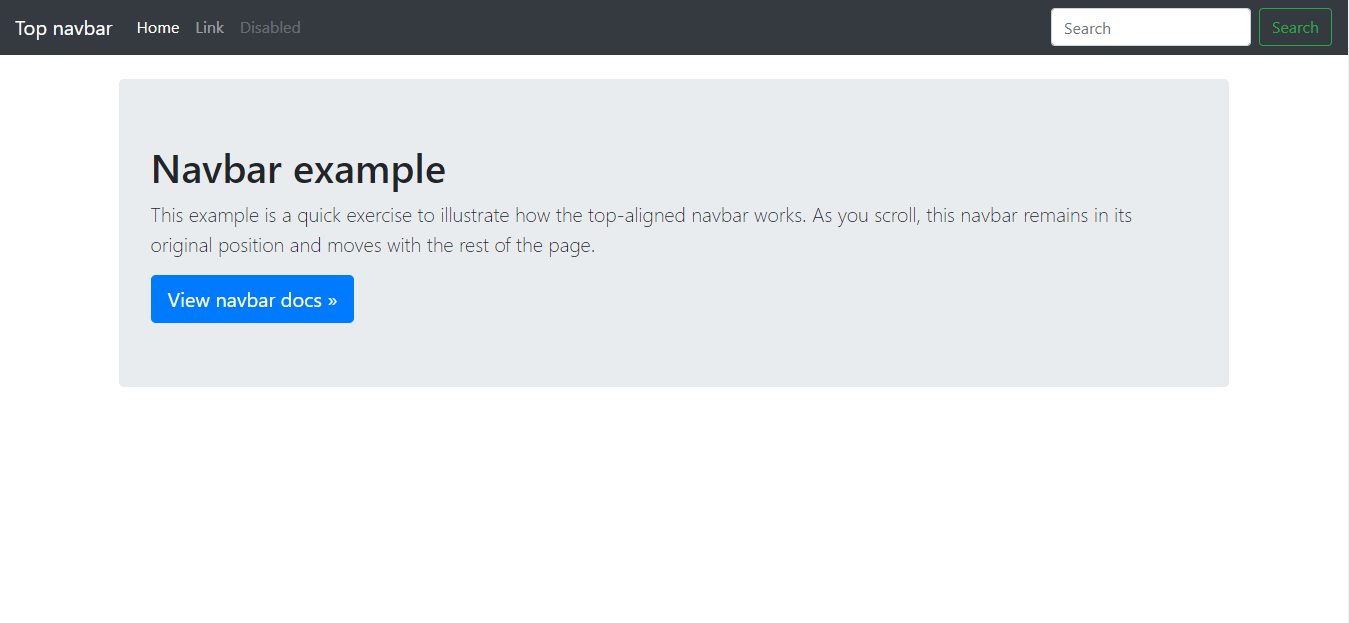 Top navbar Home Link Disabled Search Search
Navbar example
This example is a quick exercise to illustrate how the top-aligned navbar works. As you scroll, this navbar remains in its
original position and moves with the rest of the page.
View navbar docs »